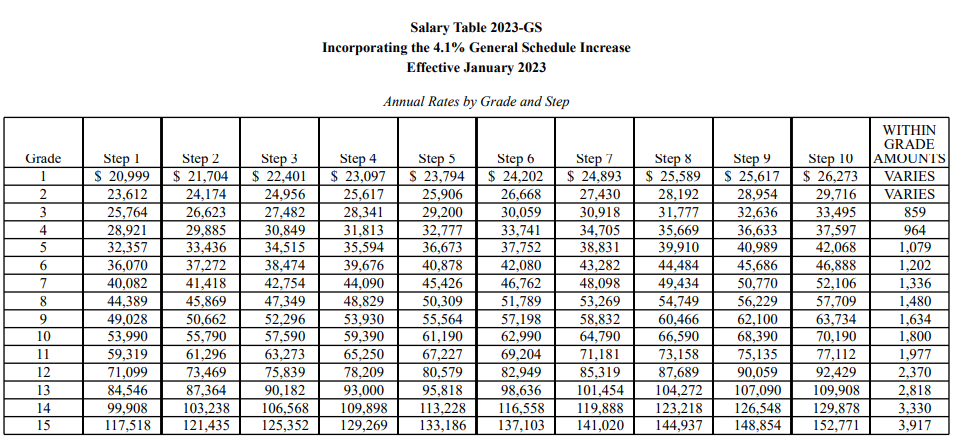 Salary Table 2023-GS
Incorporating the 4.1% General Schedule Increase
Effective January 2023
Annual Rates by Grade and Step
Grade Step 1 Step 2 Step 3 Step 4 Step 5 Step 6 Step 7 Step 8 Step 9 Step 10 WITHIN GRADE AMOUNTS
1 $ 20,999 $ 21,704 $ 22,401 $ 23,097 $ 23,794 $ 24,202 $ 24,893 $ 25,589 $ 25,617 $ 26,273 VARIES
2 23,612 24,174 24,956 25,617 25,906 26,668 27,430 28,192 28,954 29,716 VARIES
3 25,764 26,623 27,482 28,341 29,200 30,059 30,918 31,777 32,636 33,495 859
4 28,921 29,885 30,849 31,813 32,777 33,741 34,705 35,669 36,633 37,597 964
5 32,357 33,436 34,515 35,594 36,673 37,752 38,831 39,910 40,989 42,068 1,079
6 36,070 37,272 38,474 39,676 40,878 42,080 43,282 44,484 45,686 46,888 1,202
7 40,082 41,418 42,754 44,090 45,426 46,762 48,098 49,434 50,770 52,106 1,336
8 44,389 45,869 47,349 48,829 50,309 51,789 53,269 54,749 56,229 57,709 1,480
9 49,028 50,662 52,296 53,930 55,564 57,198 58,832 60,466 62,100 63,734 1,634
10 53,990 55,790 57,590 59,390 61,190 62,990 64,790 66,590 68,390 70,190 1,800
11 59,319 61,296 63,273 65,250 67,227 69,204 71,181 73,158 75,135 77,112 1,977
12 71,099 73,469 75,839 78,209 80,579 82,949 85,319 87,689 90,059 92,429 2,370
13 84,546 87,364 90,182 93,000 95,818 98,636 101,454 104,272 107,090 109,908 2,818
14 99,908 103,238 106,568 109,898 113,228 116,558 119,888 123,218 126,548 129,878 3,330
15 117,518 121,435 125,352 129,269 133,186 137,103 141,020 144,937 148,854 152,771 3,917